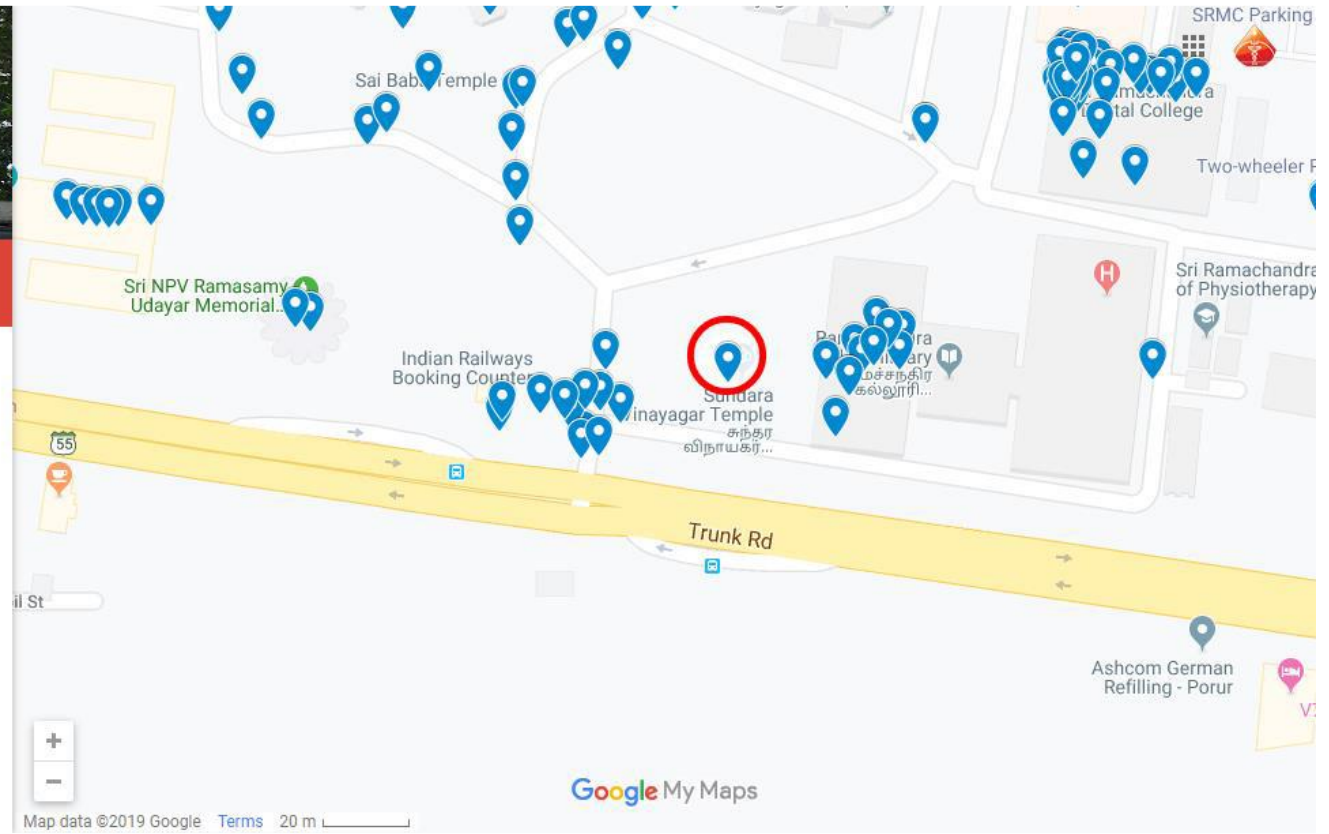 SRMC Parking
Sai Temple
Two-wheeler
Sri NPV Ramasamy
Udayar Memorial...
Sri Ramachandra
of Physiotherapy
Indian Railways
Booking Counter
Sundara
Vinayagar Temple
சுந்தர
விநாயகர்...
College
கல்லூரி...
55
Trunk Rd
il St
Ashcom German
Refilling - Porur
H
+
−
Google My Maps
Map data ©2019 Google Terms 20 m